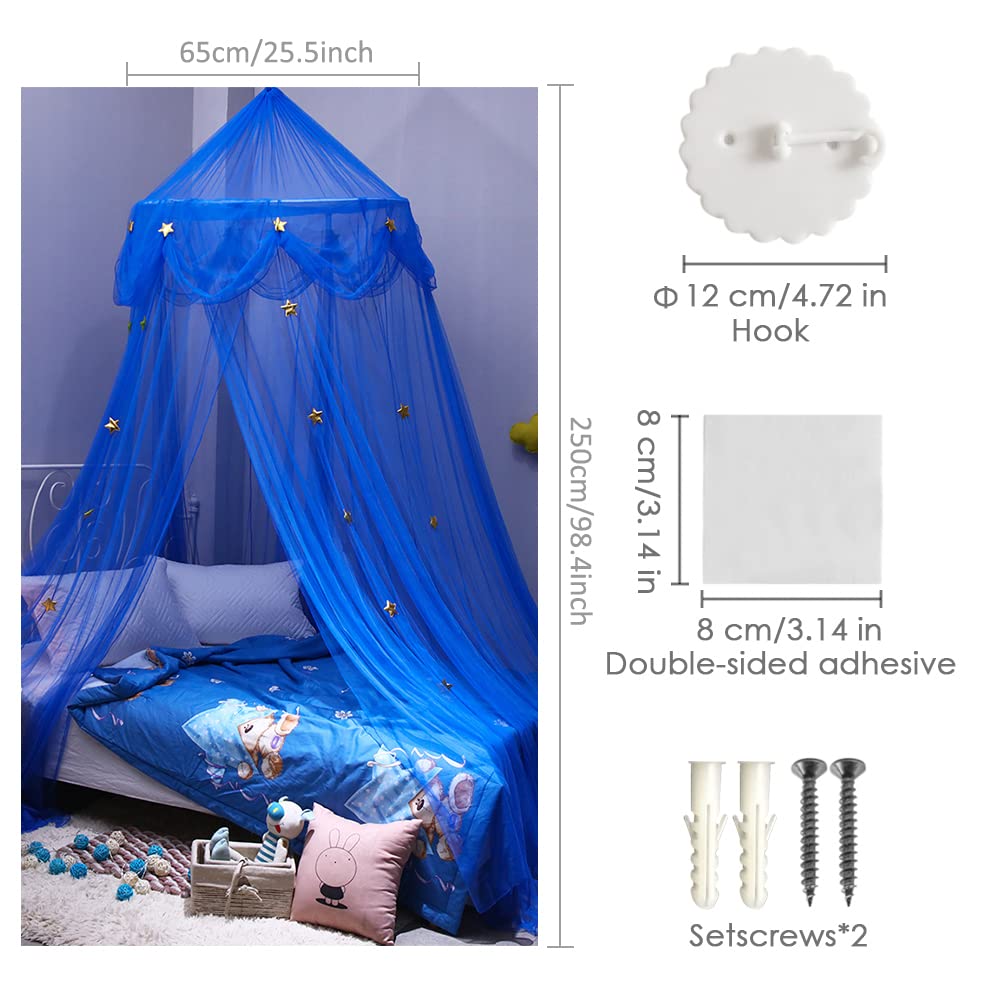 65cm/25.5inch
250cm/98.4inch
Φ 12 cm/4.72 in
Hook
8 cm/3.14 in
8 cm/3.14 in
Double-sided adhesive
Setscrews*2